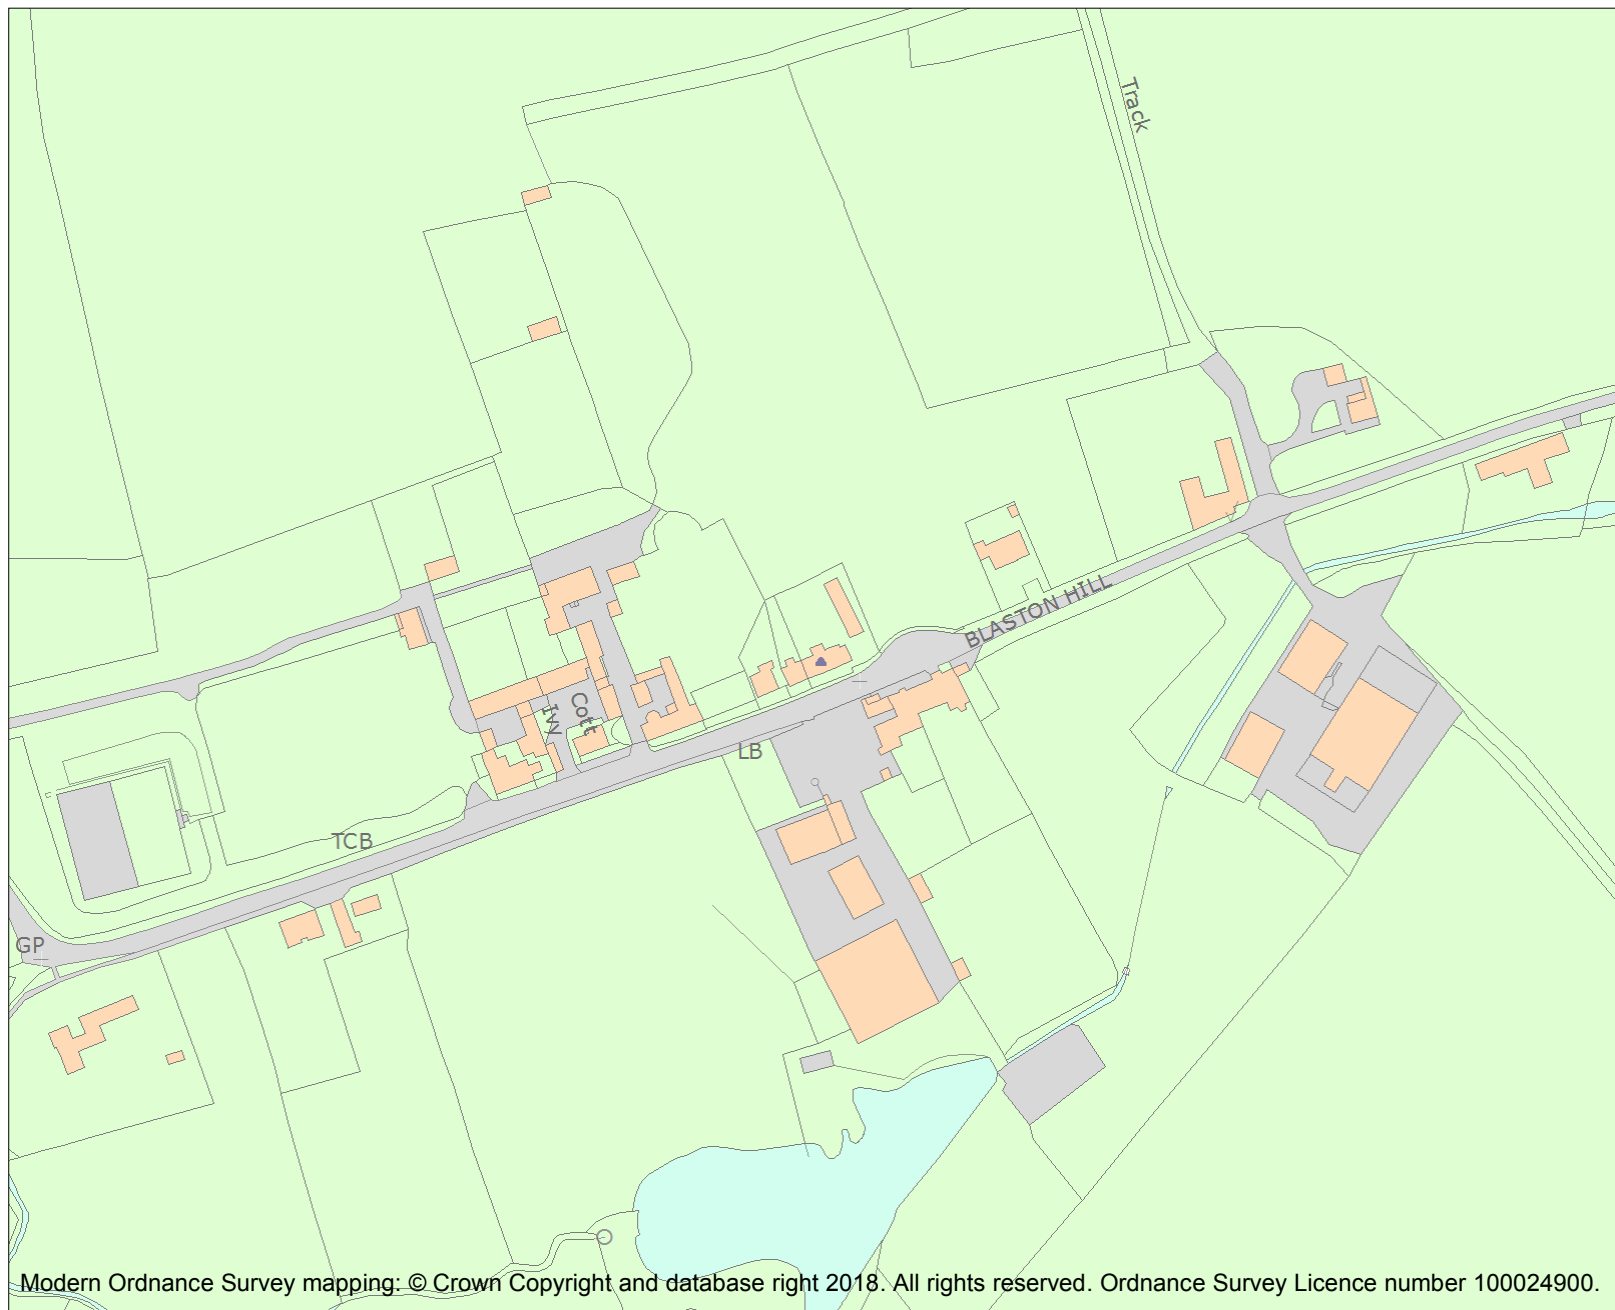 Track
BLASTON HILL
Ivy
Cott
LB
TCB
GP
Modern Ordnance Survey mapping: © Crown Copyright and database right 2018. All rights reserved. Ordnance Survey Licence number 100024900.